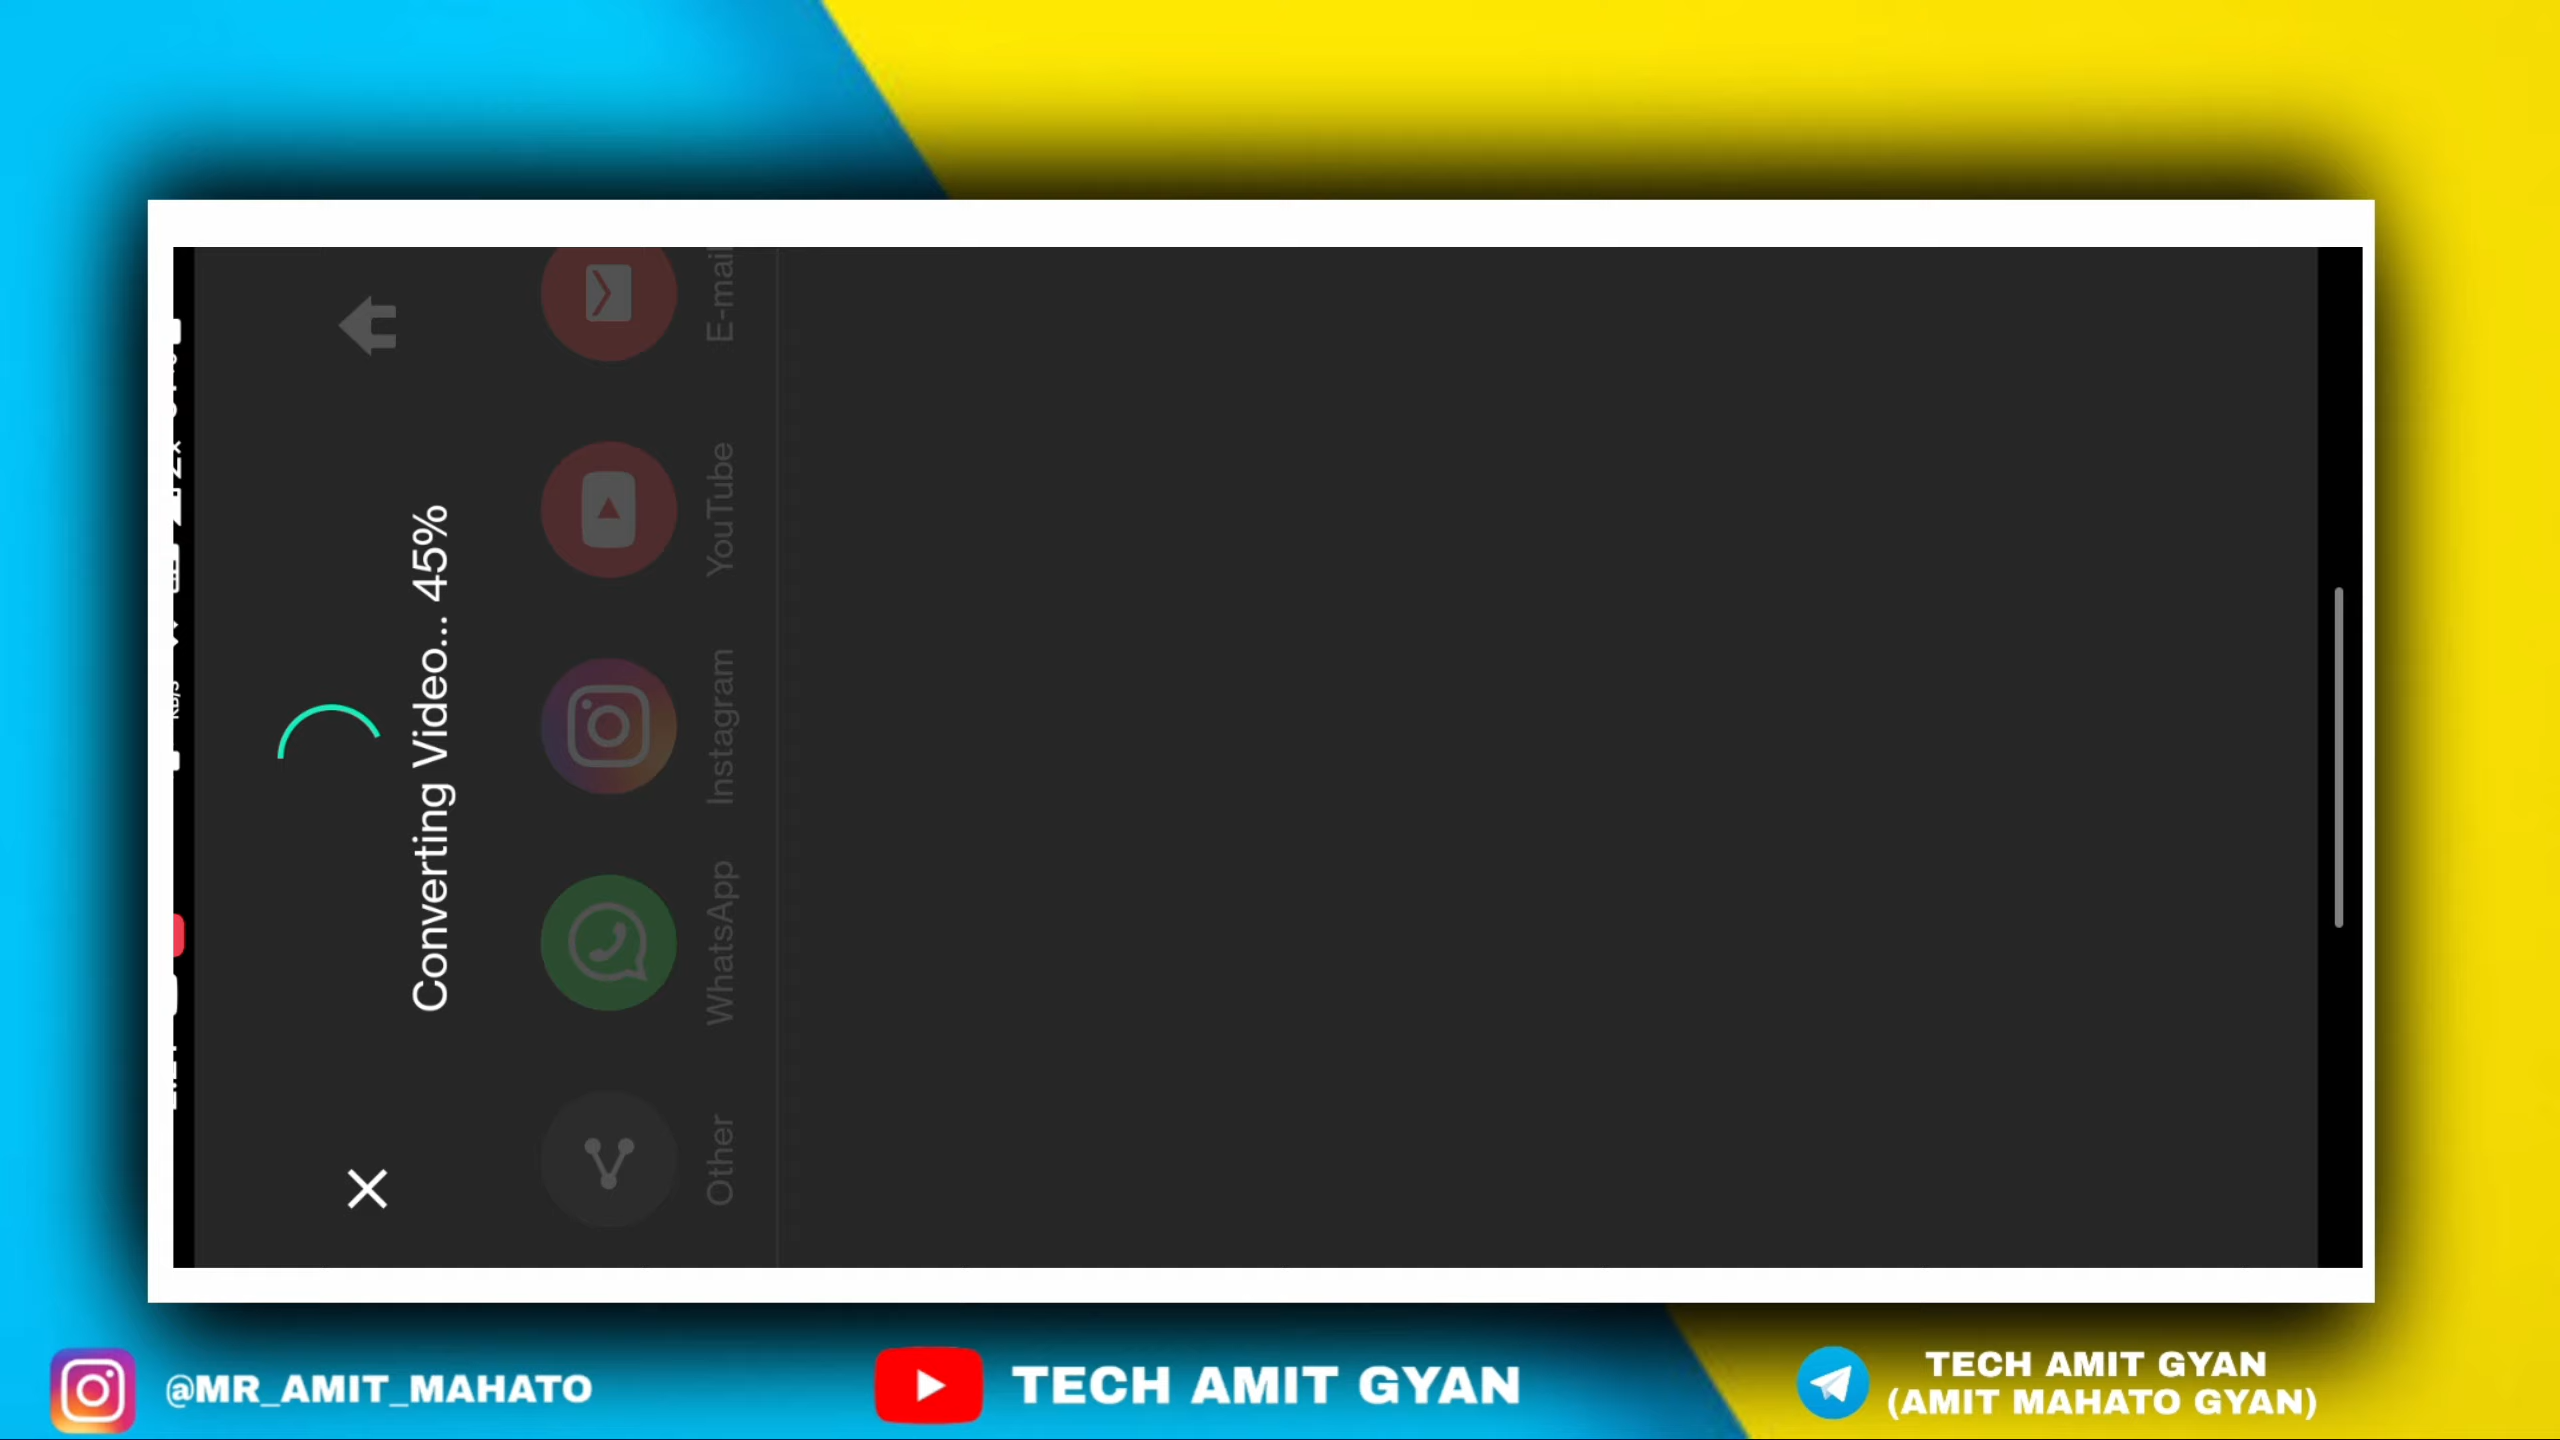 Converting Video... 45%
E-mail
YouTube
Instagram
WhatsApp
Other
@MR_AMIT_MAHATO
TECH AMIT GYAN
TECH AMIT GYAN
(AMIT MAHATO GYAN)